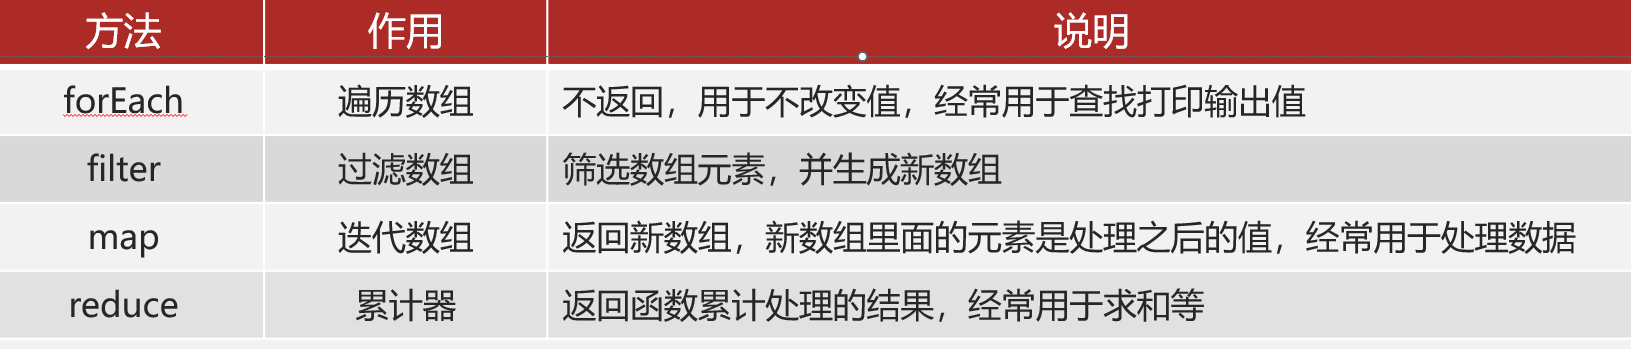 方法 作用 说明
forEach 遍历数组 不返回，用于不改变值，经常用于查找打印输出值
filter 过滤数组 筛选数组元素，并生成新数组
map 迭代数组 返回新数组，新数组里面的元素是处理之后的值，经常用于处理数据
reduce 累计器 返回函数累计处理的结果，经常用于求和等